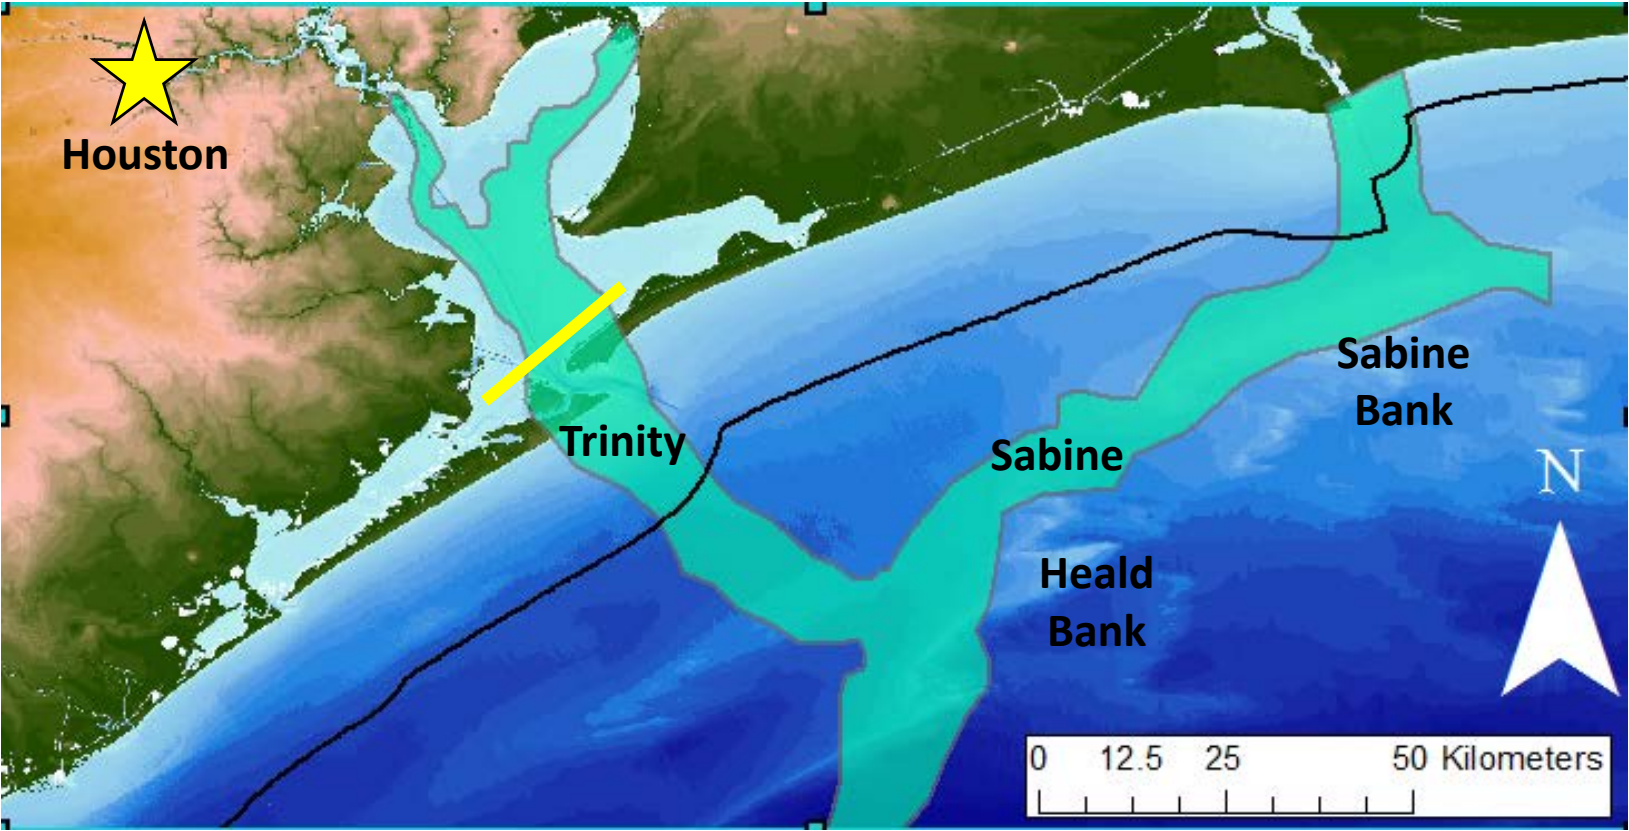 Houston
Trinity
Sabine
Sabine
Bank
Heald
Bank
N
0 12.5 25 50 Kilometers